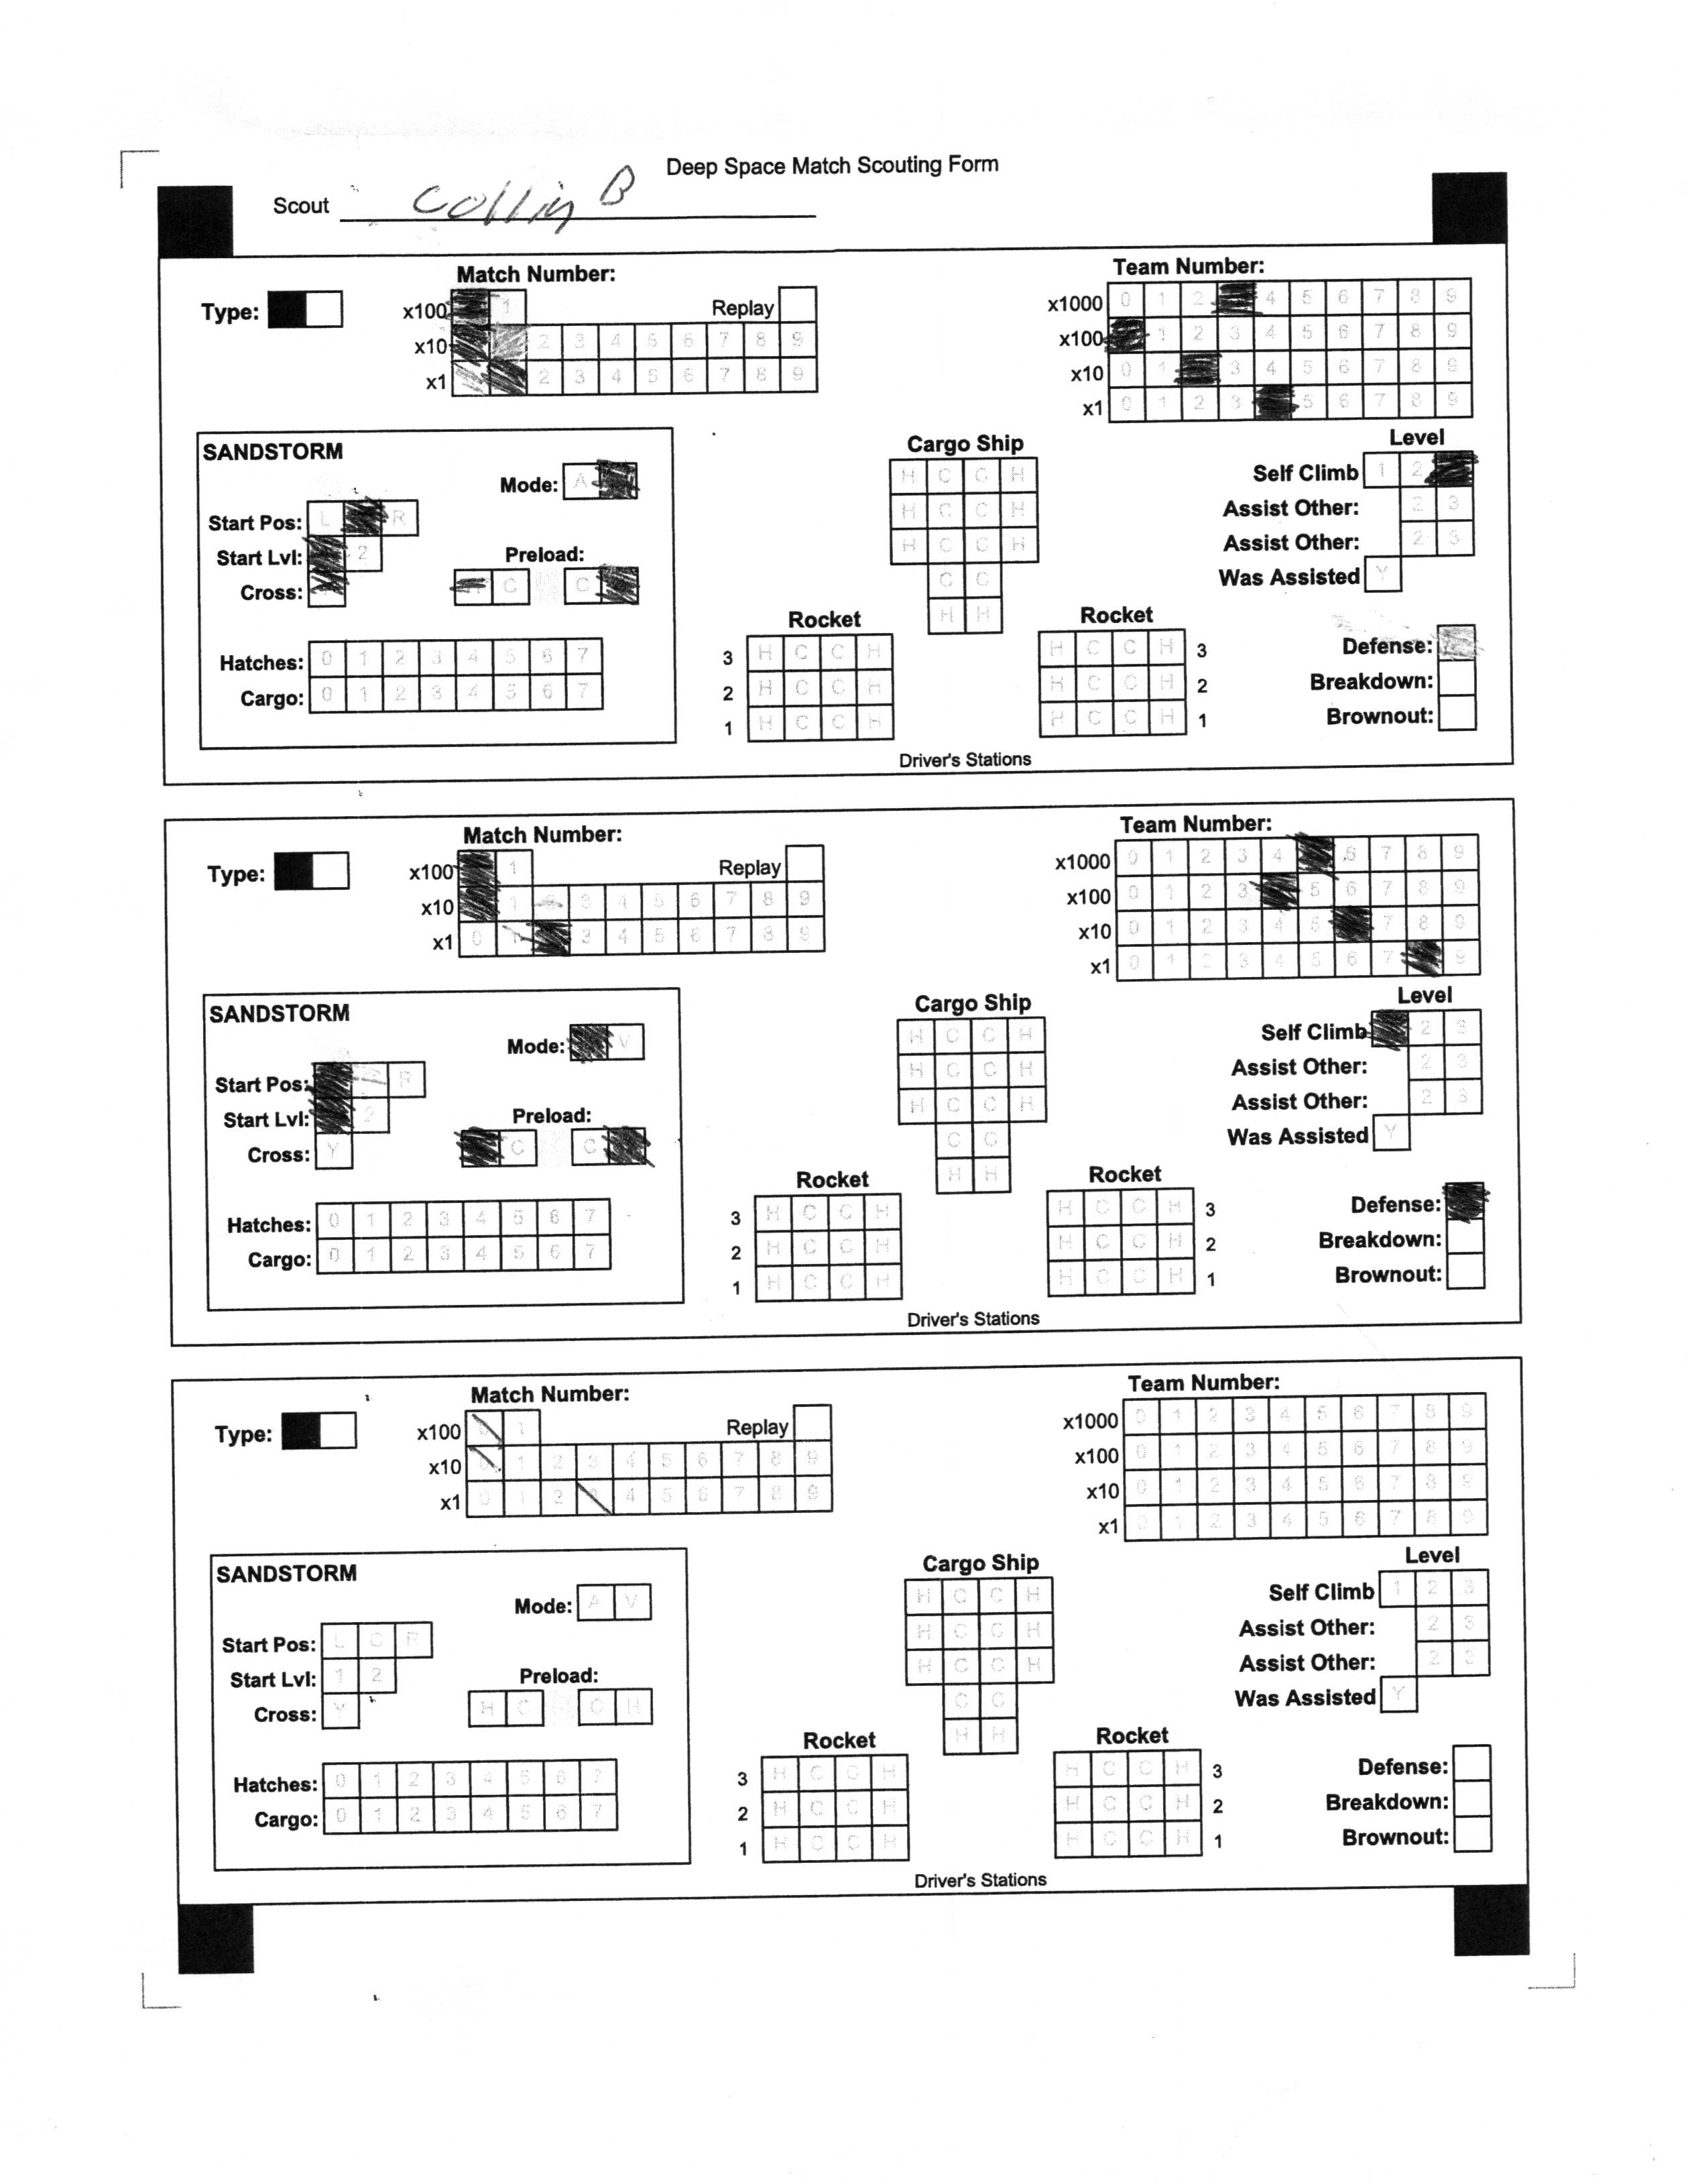 Deep Space Match Scouting Form
Scout Collin B
Match Number:
Team Number:
Type:
x100 1 Replay
x10 2 3 4 5 6 7 8 9
x1 2 3 4 5 6 7 8 9
x1000 0 1 2 4 5 6 7 8 9
x100 1 2 3 4 5 6 7 8 9
x10 0 1 3 4 5 6 7 8 9
x1 0 1 2 3 5 6 7 8 9
SANDSTORM
Mode: A
Start Pos: L R
Start Lvl: 2
Cross:
Preload:
C C
Hatches: 0 1 2 3 4 5 6 7
Cargo: 0 1 2 3 4 5 6 7
Cargo Ship
H C C H
H C C H
H C C H
C C
H H
Rocket
3 H C C H
2 H C C H
1 H C C H
Rocket
H C C H 3
H C C H 2
H C C H 1
Driver's Stations
Level
Self Climb 1 2
Assist Other: 2 3
Assist Other: 2 3
Was Assisted Y
Defense:
Breakdown:
Brownout:
Match Number:
Team Number:
Type:
x100 1 Replay
x10 1 3 4 5 6 7 8 9
x1 0 3 4 5 6 7 8 9
x1000 0 1 2 3 4 6 7 8 9
x100 0 1 2 3 5 6 7 8 9
x10 0 1 2 3 4 5 7 8 9
x1 0 1 2 3 4 5 6 7 9
SANDSTORM
Mode: V
Start Pos: R
Start Lvl: 2
Cross: Y
Preload:
C C
Hatches: 0 1 2 3 4 5 6 7
Cargo: 0 1 2 3 4 5 6 7
Cargo Ship
H C C H
H C C H
H C C H
C C
H H
Rocket
3 H C C H
2 H C C H
1 H C C H
Rocket
H C C H 3
H C C H 2
H C C H 1
Driver's Stations
Level
Self Climb 2 3
Assist Other: 2 3
Assist Other: 2 3
Was Assisted Y
Defense:
Breakdown:
Brownout:
Match Number:
Team Number:
Type:
x100 1 Replay
x10 1 2 3 4 5 6 7 8 9
x1 0 1 2 4 5 6 7 8 9
x1000 0 1 2 3 4 5 6 7 8 9
x100 0 1 2 3 4 5 6 7 8 9
x10 0 1 2 3 4 5 6 7 8 9
x1 0 1 2 3 4 5 6 7 8 9
SANDSTORM
Mode: A V
Start Pos: L C R
Start Lvl: 1 2
Cross: Y
Preload:
H C C H
Hatches: 0 1 2 3 4 5 6 7
Cargo: 0 1 2 3 4 5 6 7
Cargo Ship
H C C H
H C C H
H C C H
C C
H H
Rocket
3 H C C H
2 H C C H
1 H C C H
Rocket
H C C H 3
H C C H 2
H C C H 1
Driver's Stations
Level
Self Climb 1 2 3
Assist Other: 2 3
Assist Other: 2 3
Was Assisted Y
Defense:
Breakdown:
Brownout: